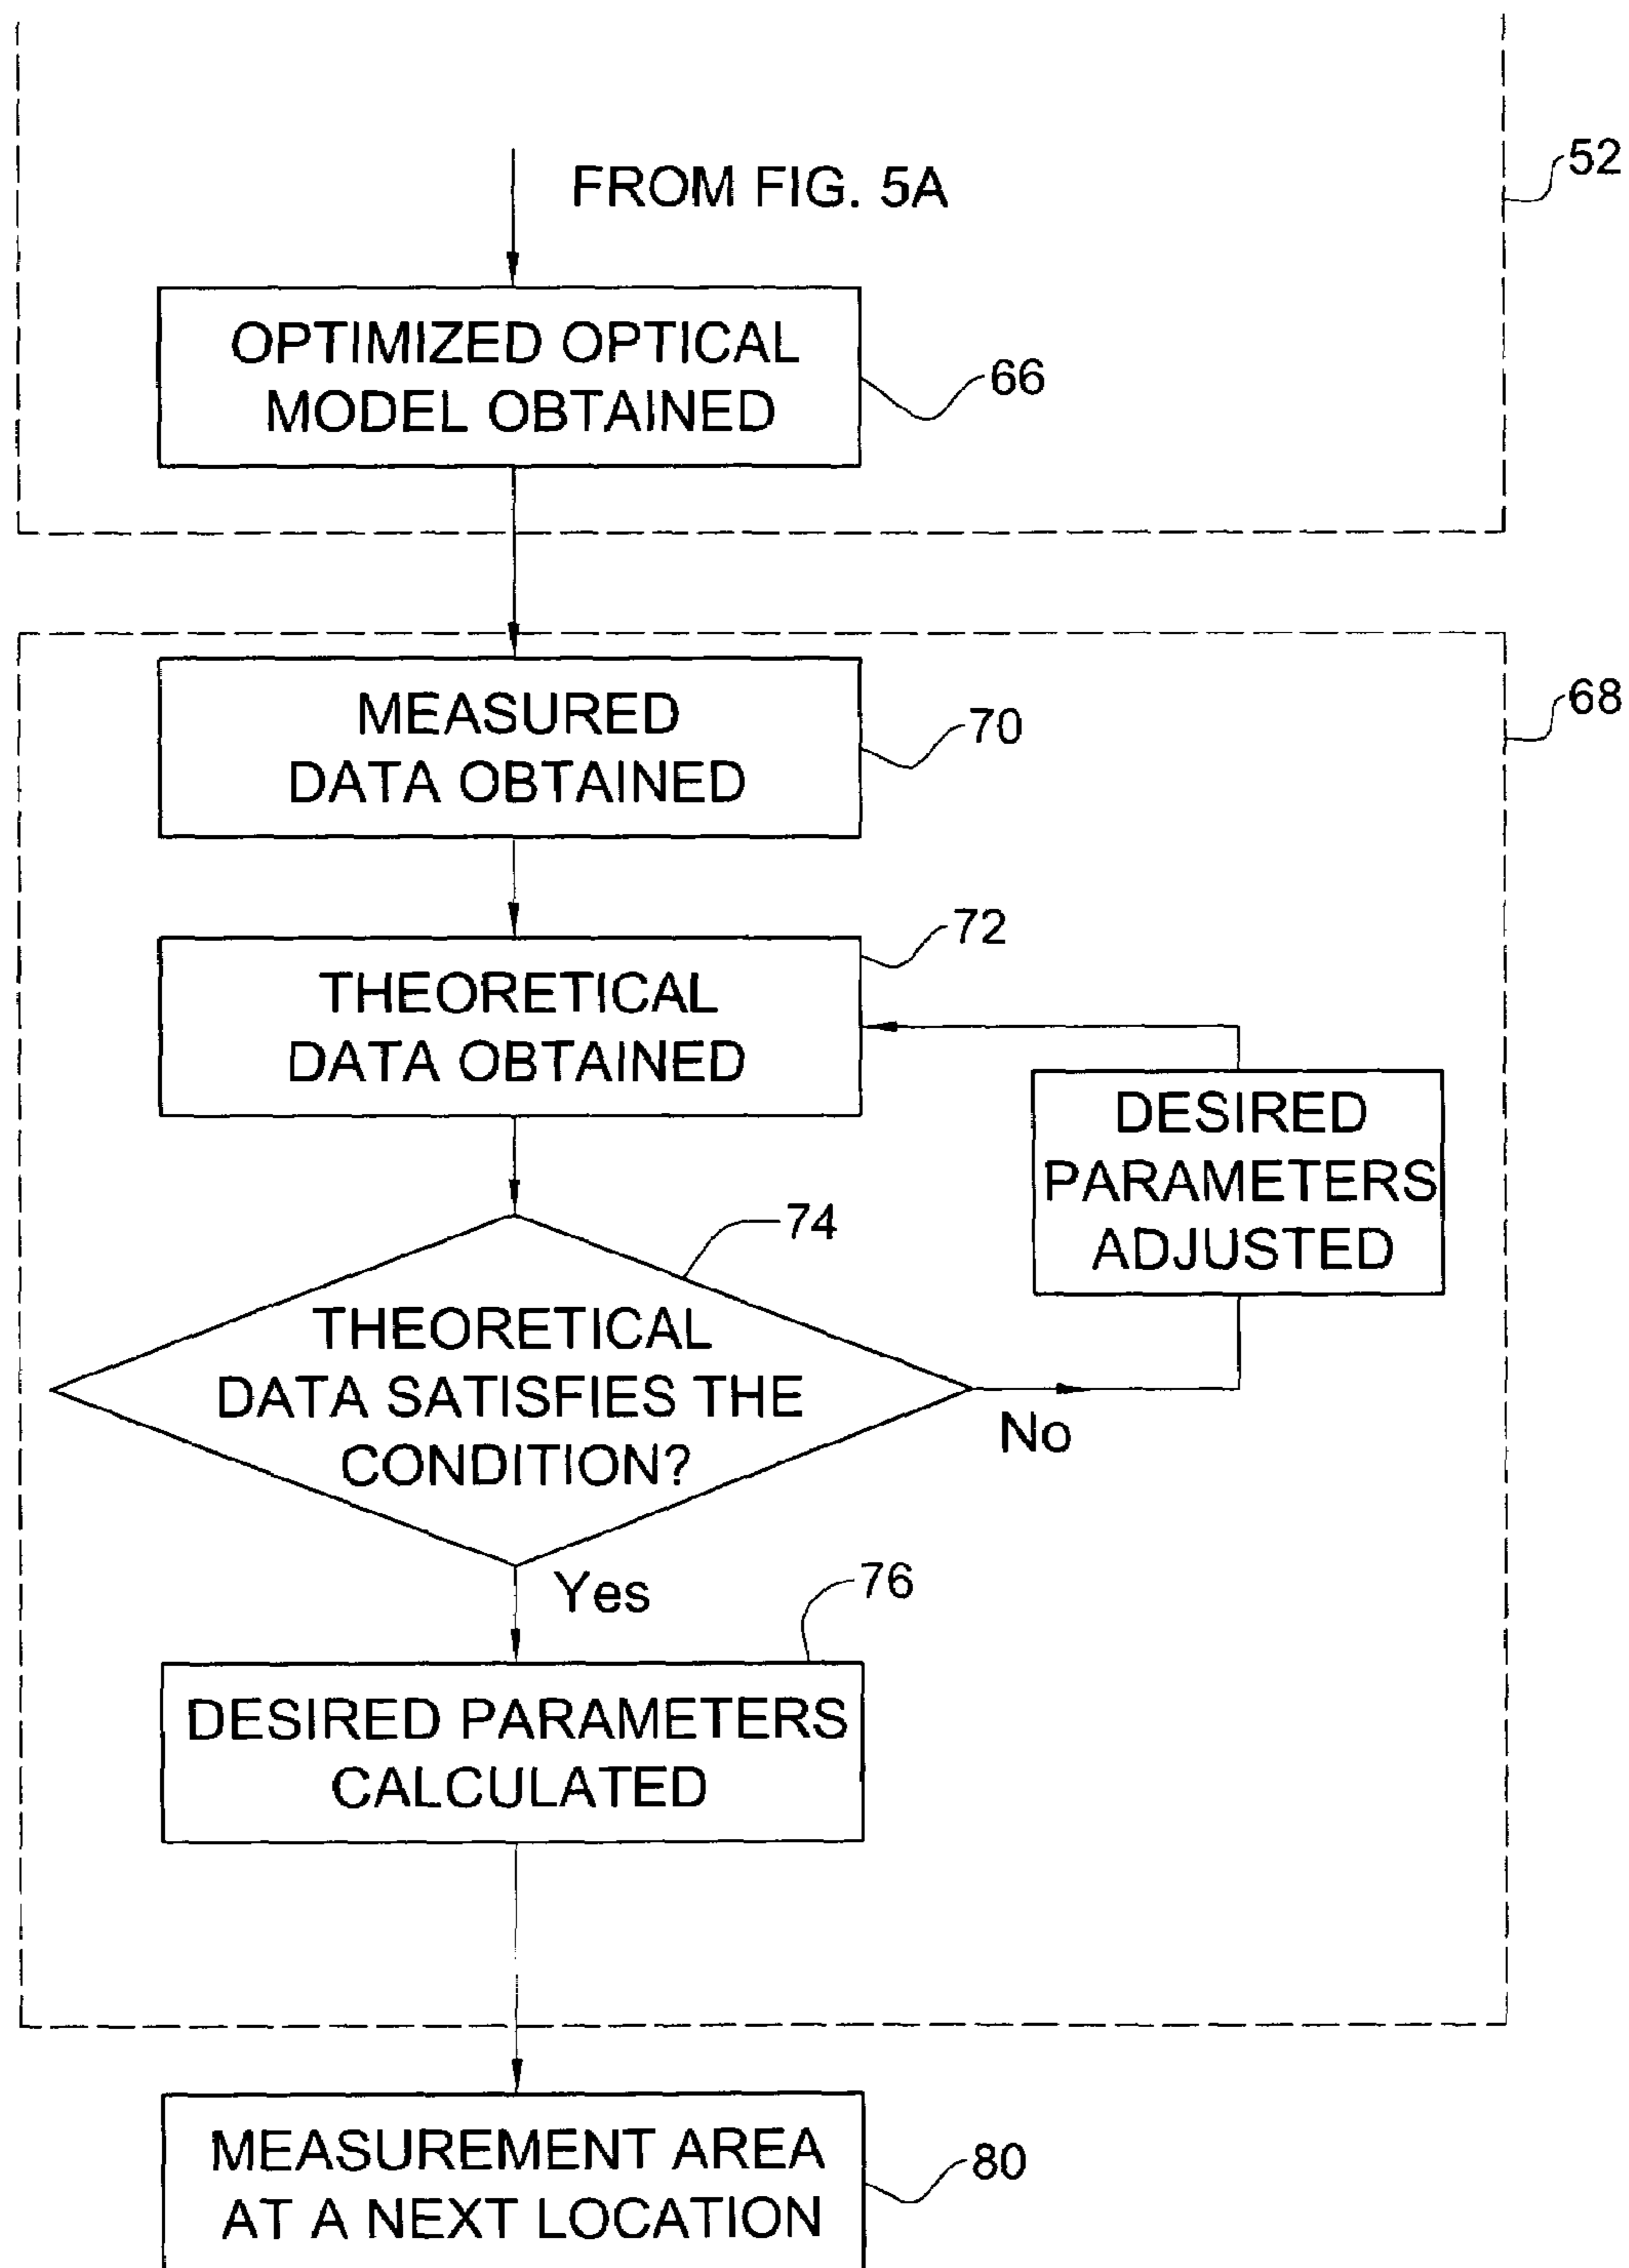 FROM FIG. 5A
52
OPTIMIZED OPTICAL
MODEL OBTAINED
66
68
MEASURED
DATA OBTAINED
70
72
THEORETICAL
DATA OBTAINED
DESIRED
PARAMETERS
ADJUSTED
74
THEORETICAL
DATA SATISFIES THE
CONDITION?
No
Yes
76
DESIRED PARAMETERS
CALCULATED
MEASUREMENT AREA
AT A NEXT LOCATION
80